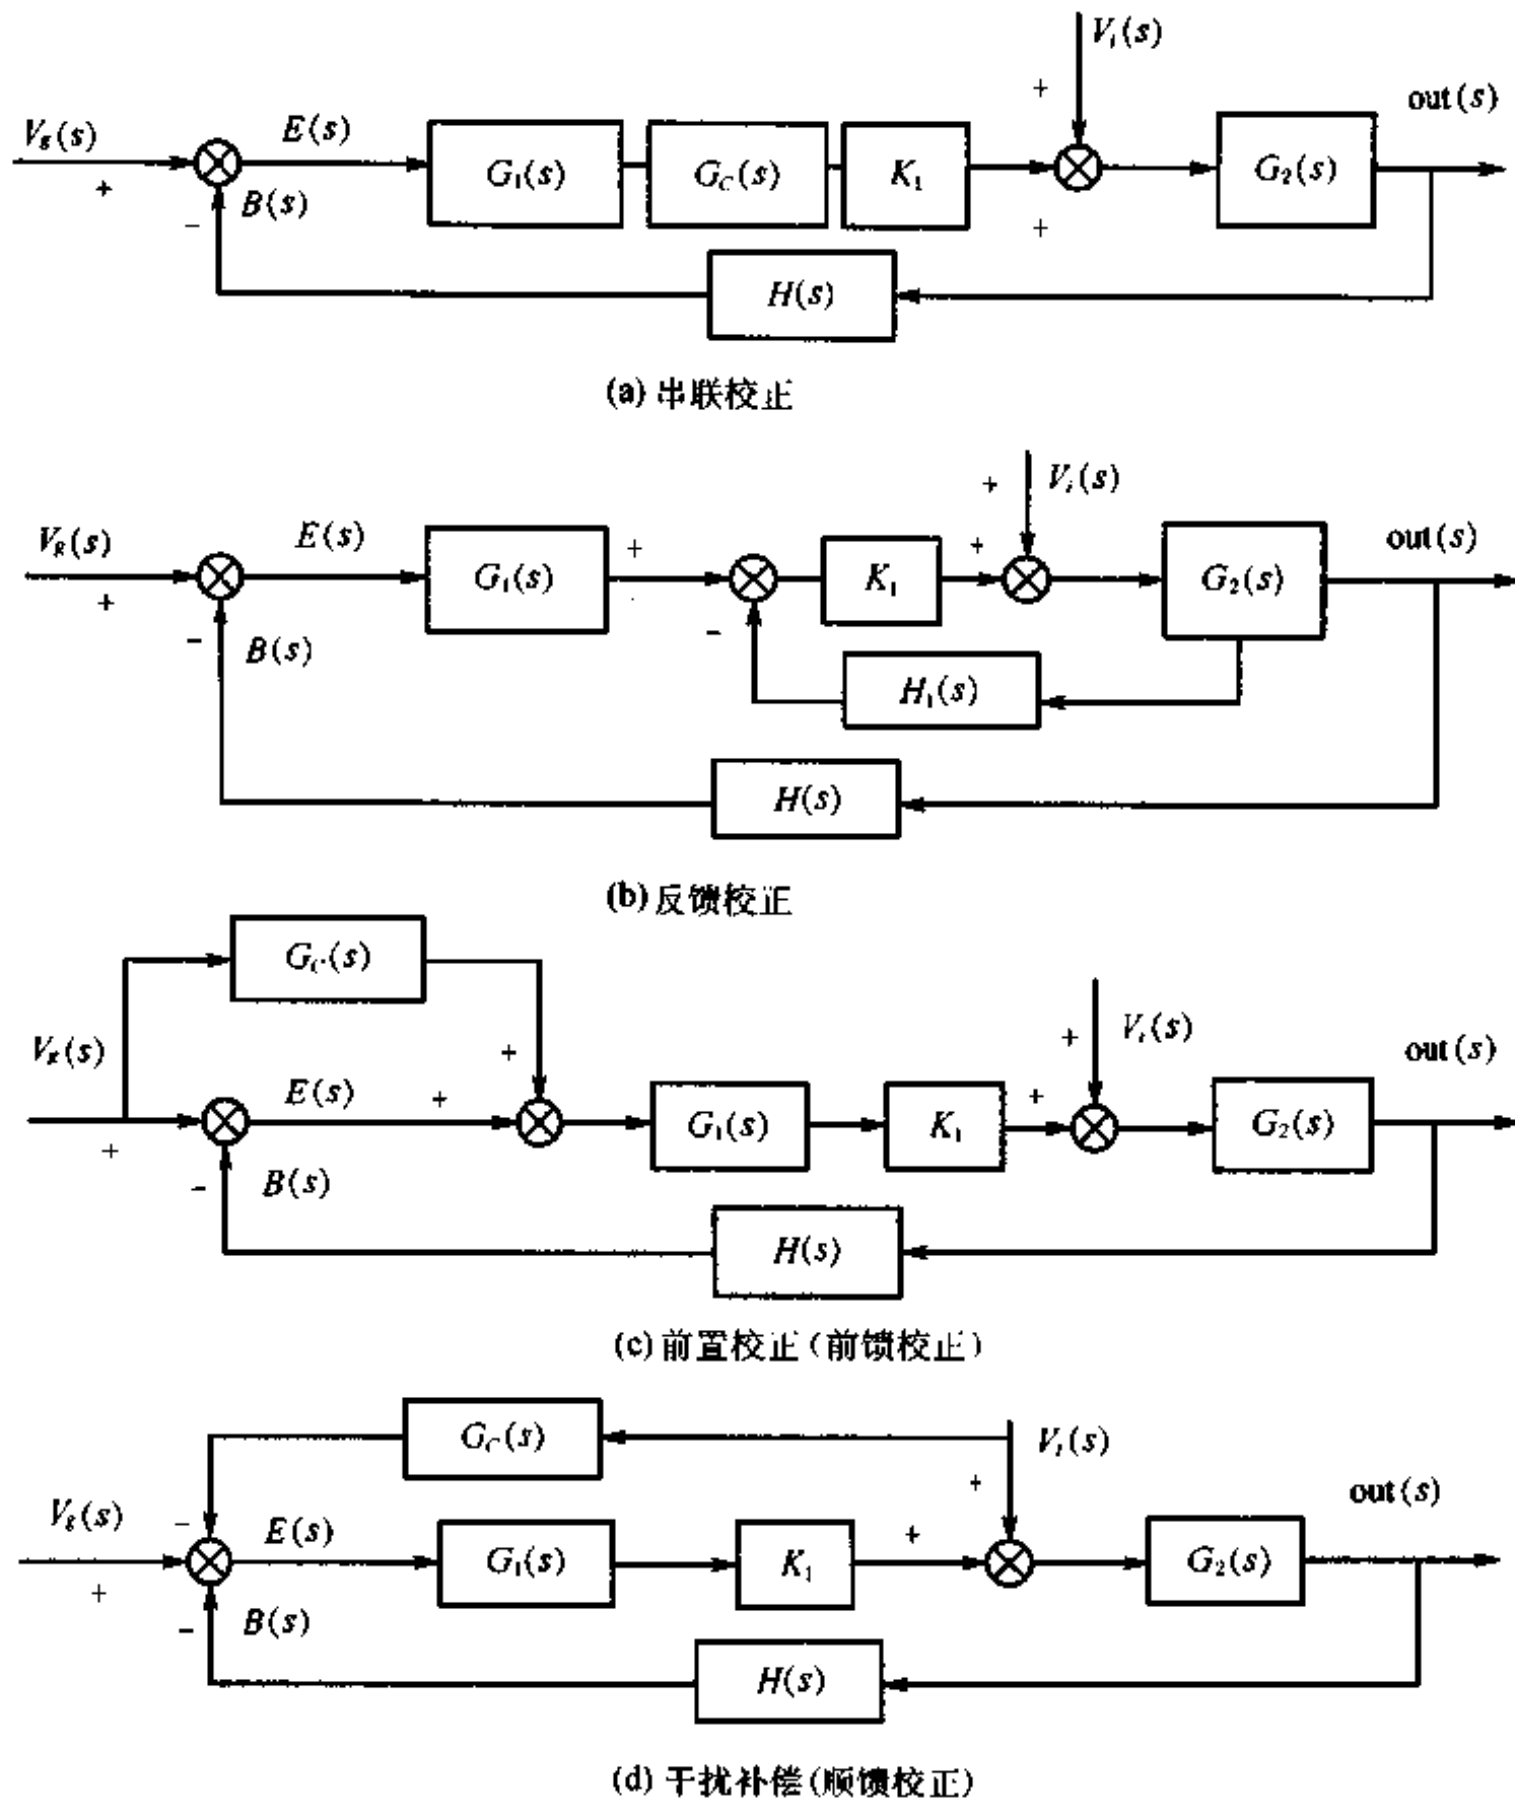 V_i(s)
out(s)
V_g(s)
E(s)
G_1(s)
G_C(s)
K_1
G_2(s)
+
+
+
B(s)
−
H(s)
(a) 串联校正
+
V_i(s)
V_g(s)
E(s)
G_1(s)
+
K_1
+
G_2(s)
out(s)
+
−
B(s)
−
H_1(s)
H(s)
(b) 反馈校正
G_C(s)
V_g(s)
+
+
V_i(s)
out(s)
E(s)
+
G_1(s)
K_1
+
G_2(s)
+
−
B(s)
H(s)
(c) 前置校正（前馈校正）
G_C(s)
V_i(s)
+
V_g(s)
−
E(s)
G_1(s)
K_1
+
G_2(s)
out(s)
+
−
B(s)
H(s)
(d) 干扰补偿(顺馈校正)